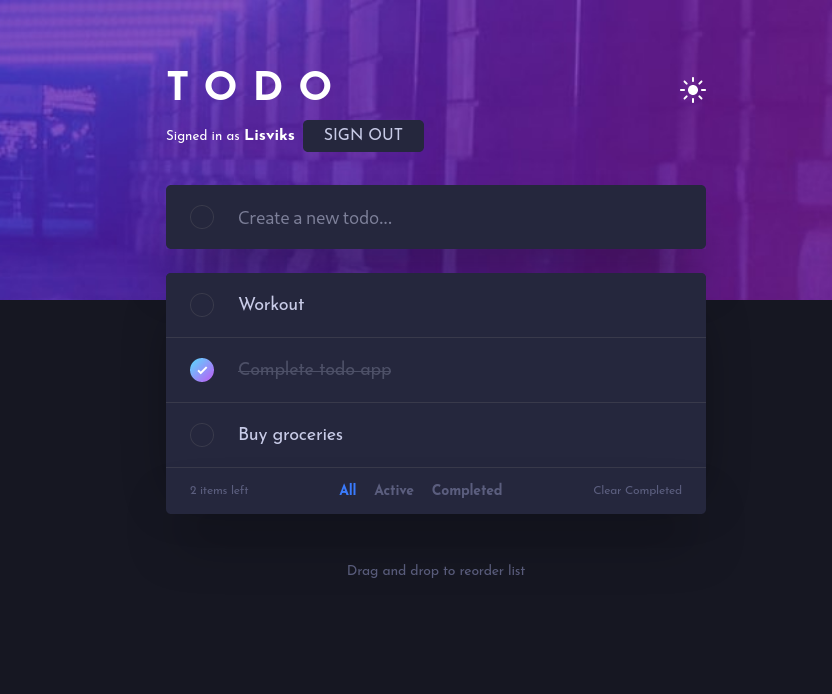 TODO
Signed in as Lisviks SIGN OUT
Create a new todo...
Workout
Complete todo app
Buy groceries
2 items left All Active Completed Clear Completed
Drag and drop to reorder list